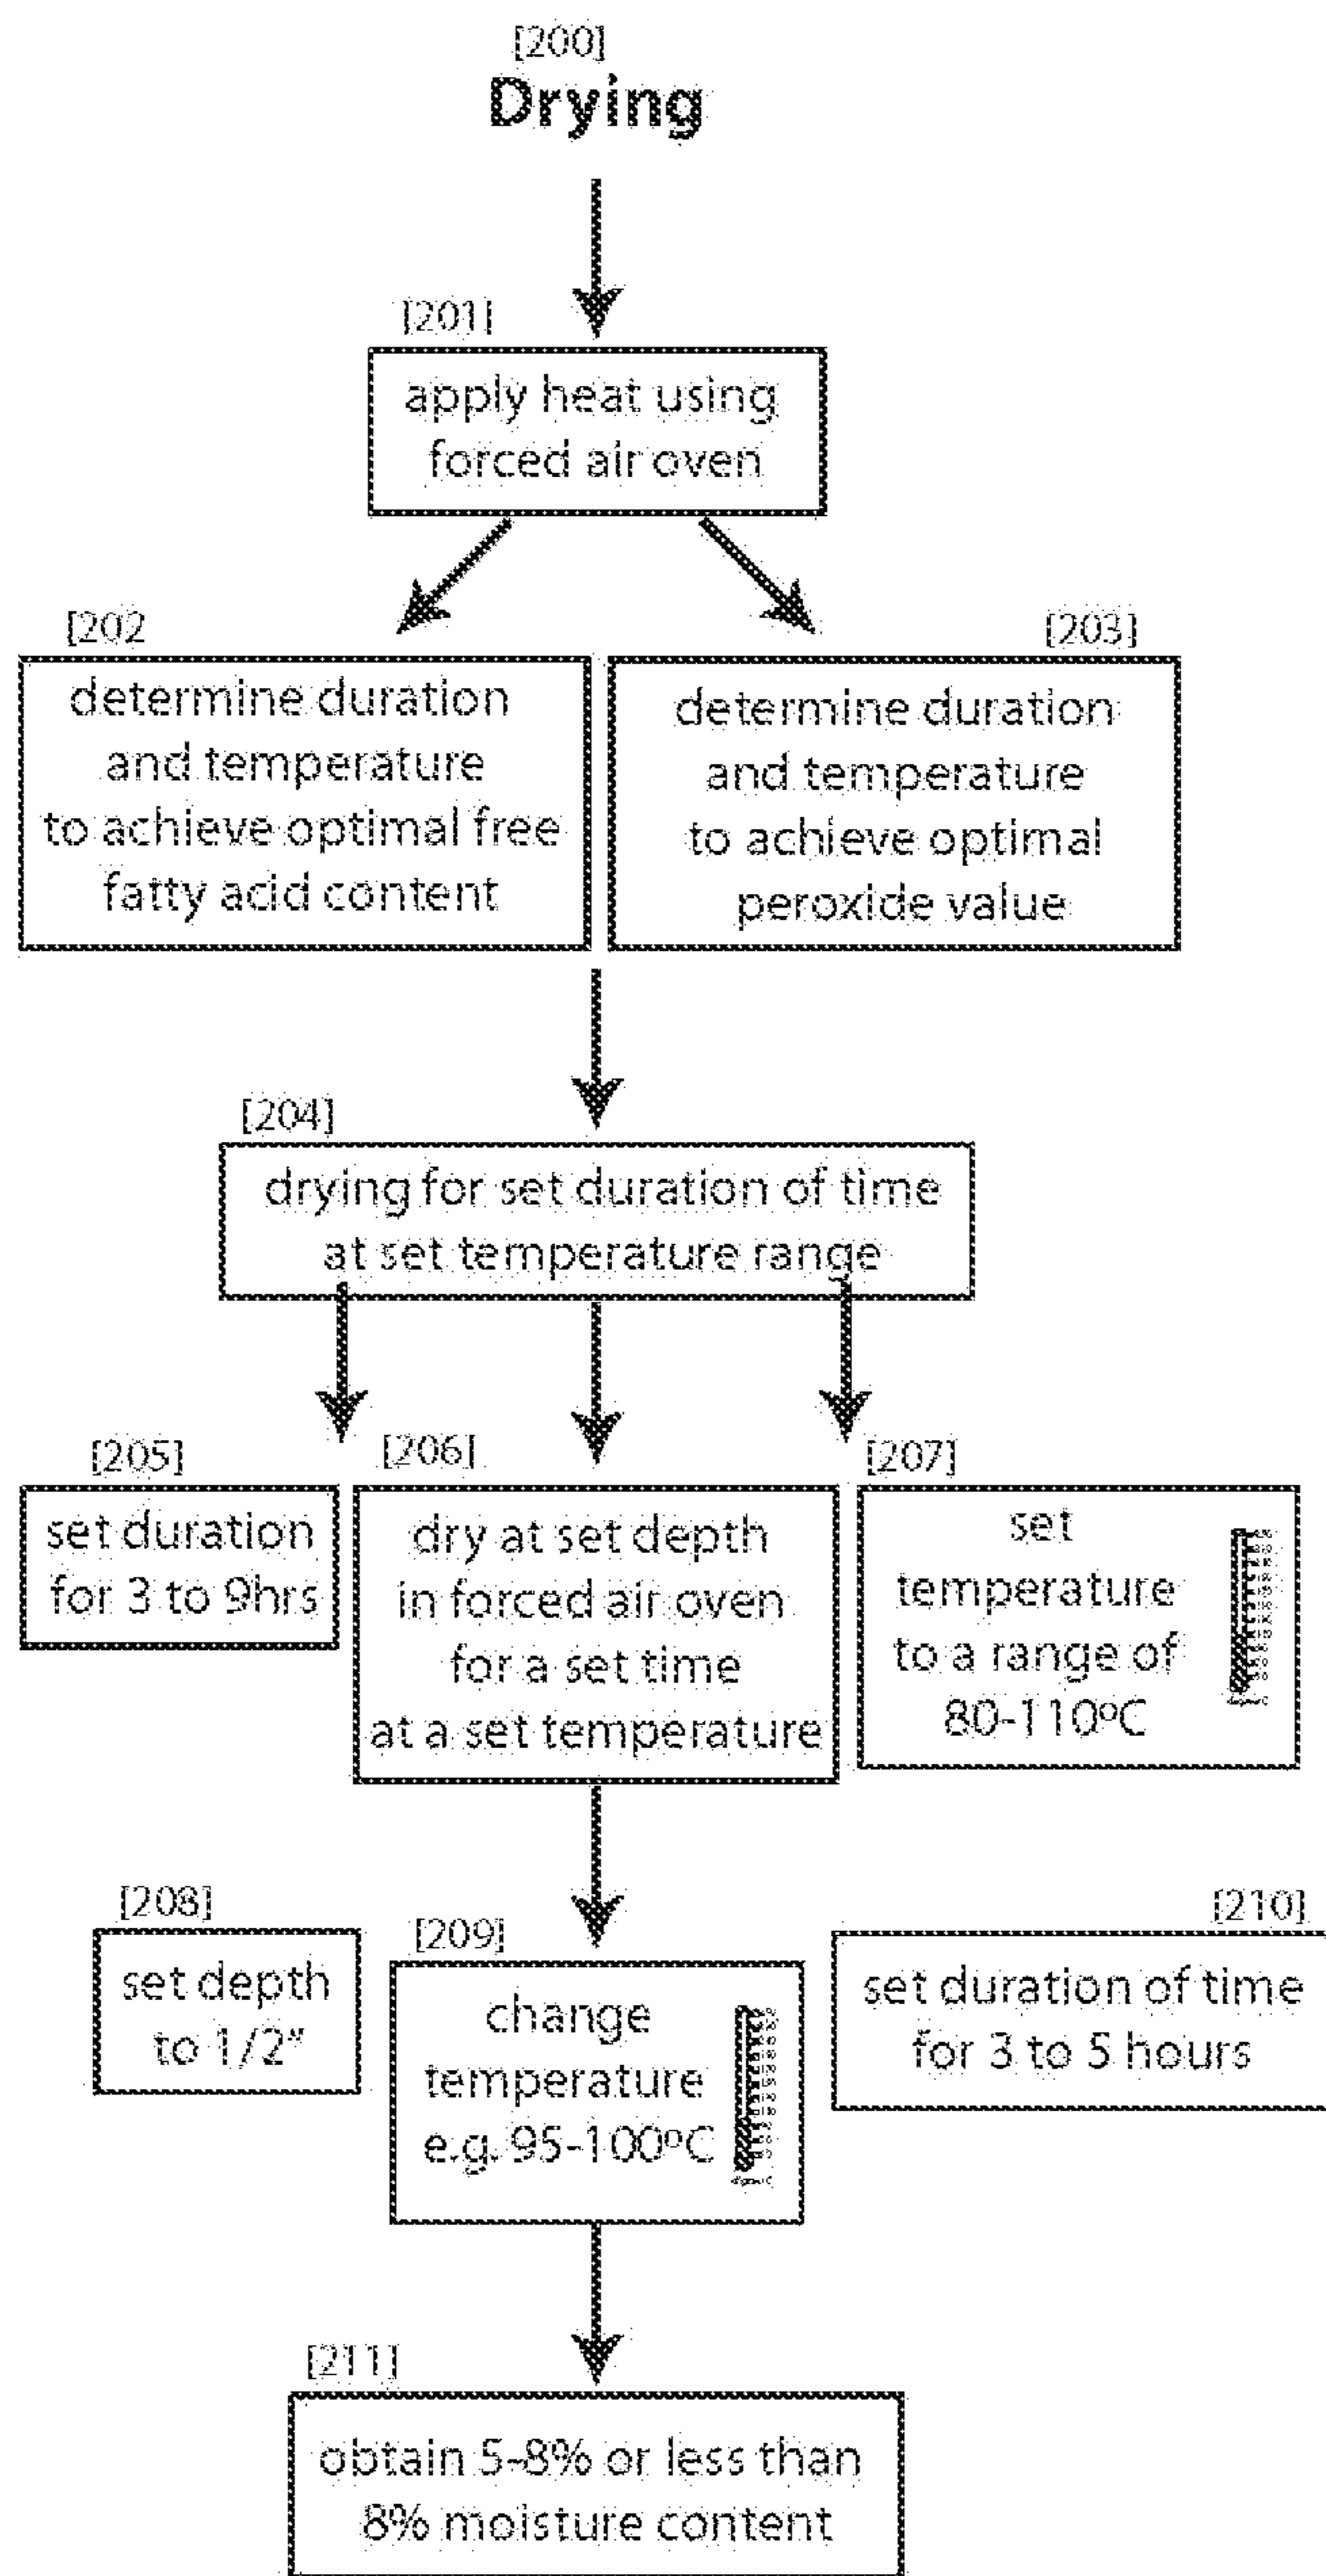 [200]
Drying
[201]
apply heat using
forced air oven
[202
determine duration
and temperature
to achieve optimal free
fatty acid content
[203]
determine duration
and temperature
to achieve optimal
peroxide value
[204]
drying for set duration of time
at set temperature range
[205]
set duration
for 3 to 9hrs
[206]
dry at set depth
in forced air oven
for a set time
at a set temperature
[207]
set
temperature
to a range of
80-110ºC
[208]
set depth
to 1/2"
[209]
change
temperature
e.g. 95-100ºC
[210]
set duration of time
for 3 to 5 hours
[211]
obtain 5-8% or less than
8% moisture content